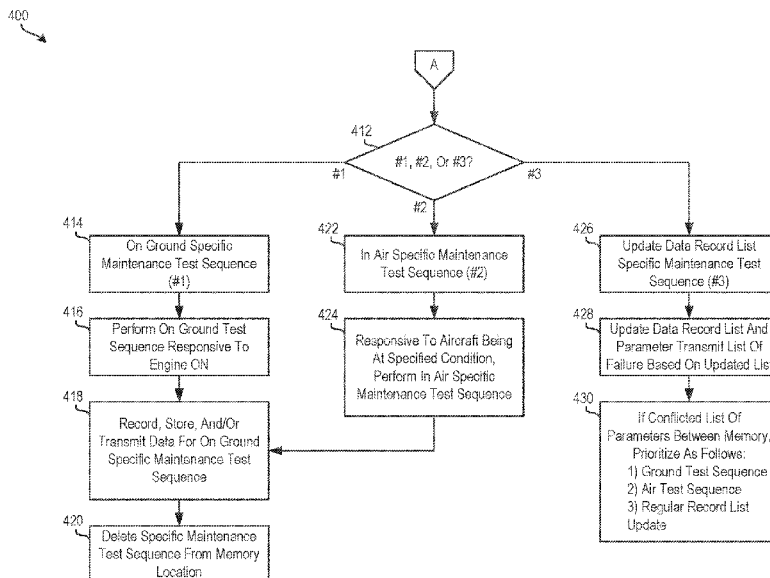 400
A
412
#1, #2, Or #3?
#1
#2
#3
414
On Ground Specific
Maintenance Test Sequence
(#1)
416
Perform On Ground Test
Sequence Responsive To
Engine ON
418
Record, Store, And/Or
Transmit Data For On Ground
Specific Maintenance Test
Sequence
420
Delete Specific Maintenance
Test Sequence From Memory
Location
422
In Air Specific Maintenance
Test Sequence (#2)
424
Responsive To Aircraft Being
At Specified Condition,
Perform In Air Specific
Maintenance Test Sequence
426
Update Data Record List
Specific Maintenance Test
Sequence (#3)
428
Update Data Record List And
Parameter Transmit List Of
Failure Based On Updated List
430
If Conflicted List Of
Parameters Between Memory,
Prioritize As Follows:
1) Ground Test Sequence
2) Air Test Sequence
3) Regular Record List
Update